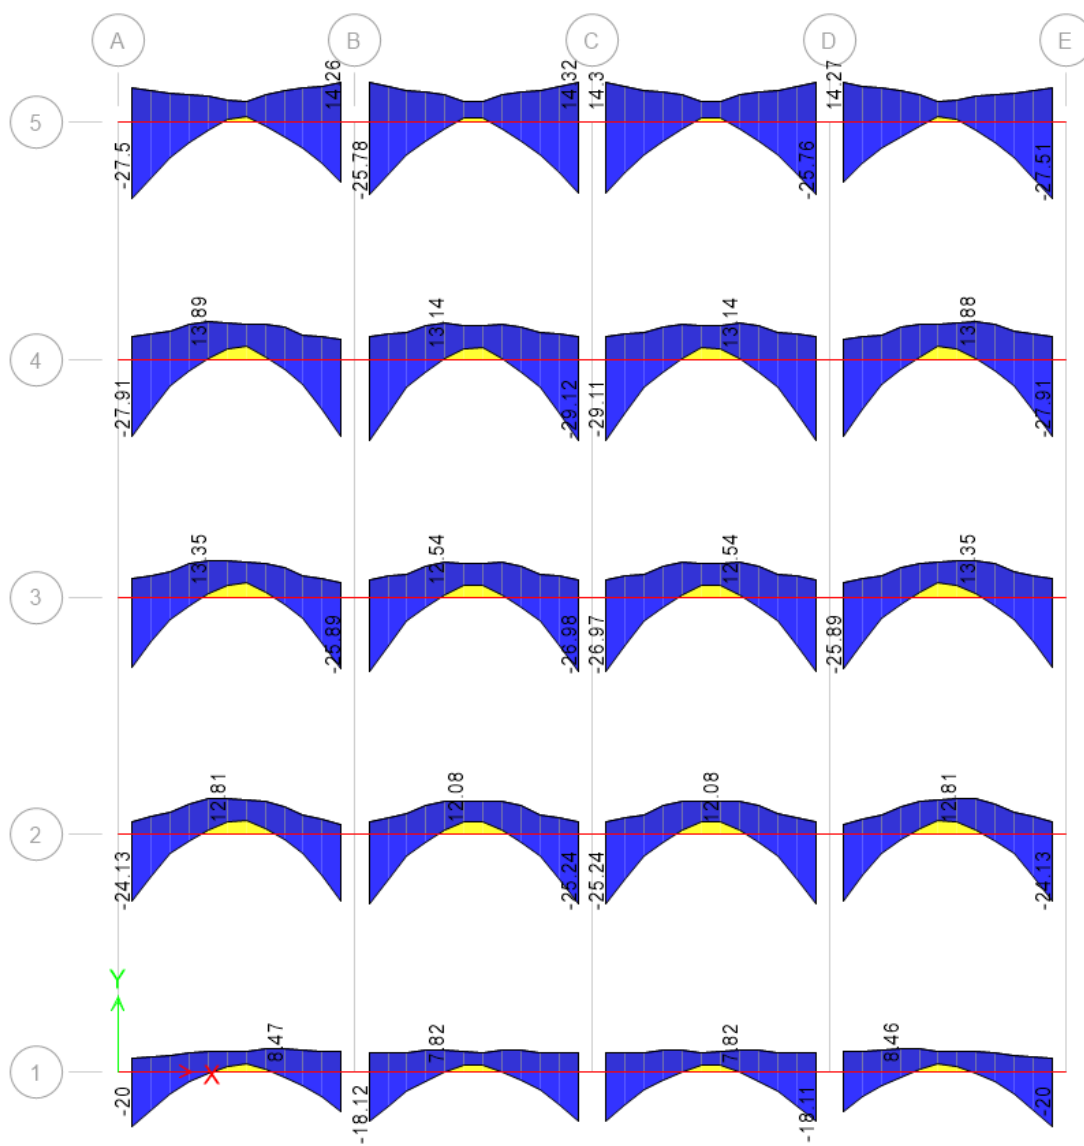 A B C D E
5
-27.5 14.26 -25.78 14.32 14.3 -25.76 14.27 -27.51
4
-27.91 13.89 13.14 -29.12 -29.11 13.14 13.88 -27.91
3
13.35 -25.89 12.54 -26.98 -26.97 12.54 -25.89 13.35
2
-24.13 12.81 12.08 -25.24 -25.24 12.08 12.81 -24.13
Y
1
-20 X 8.47 -18.12 7.82 7.82 -18.11 8.46 -20